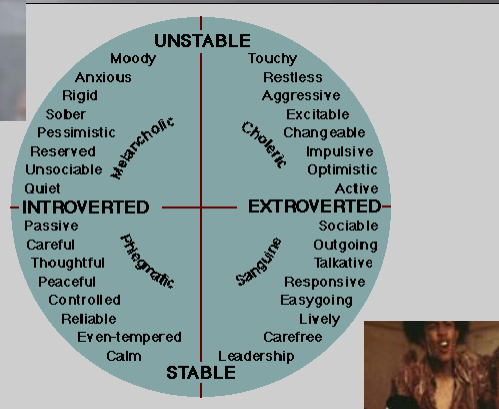 UNSTABLE
Moody
Anxious
Rigid
Sober
Pessimistic
Reserved
Unsociable
Quiet
Melancholic
Touchy
Restless
Aggressive
Excitable
Changeable
Impulsive
Optimistic
Active
Choleric
INTROVERTED
EXTROVERTED
Passive
Careful
Thoughtful
Peaceful
Controlled
Reliable
Even-tempered
Calm
Phlegmatic
Sociable
Outgoing
Talkative
Responsive
Easygoing
Lively
Carefree
Leadership
Sanguine
STABLE